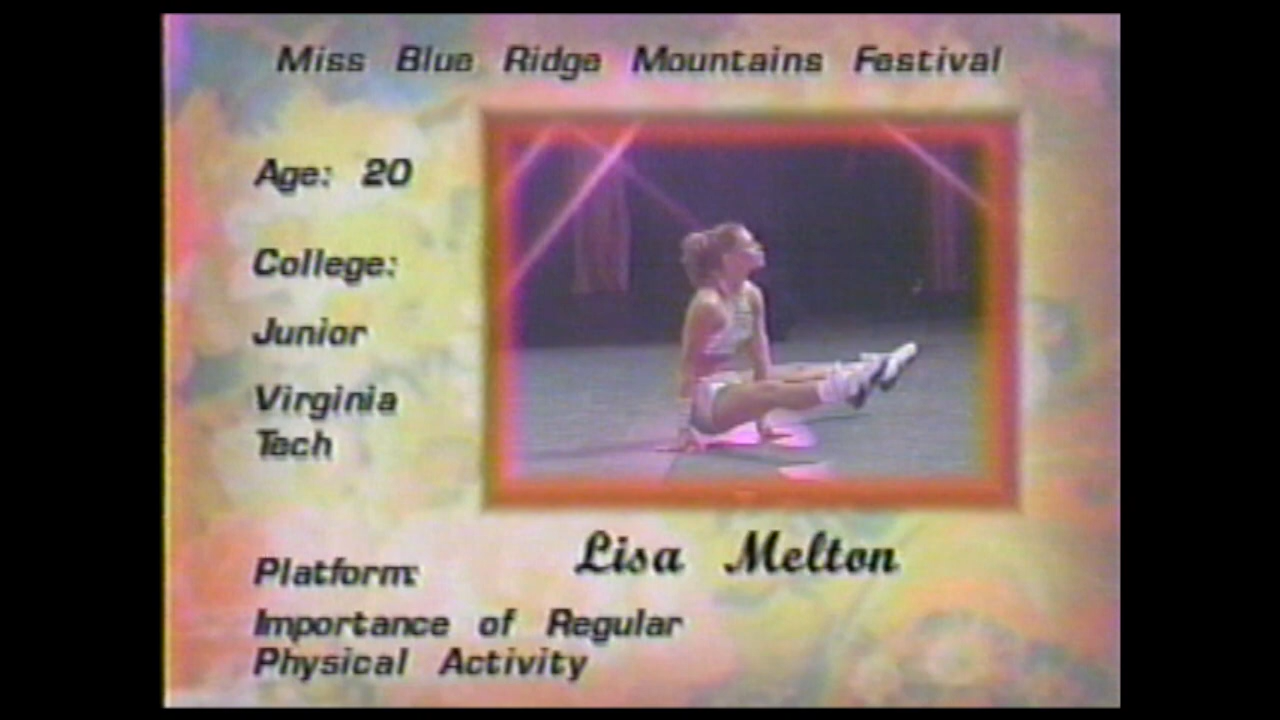 Miss Blue Ridge Mountains Festival
Age: 20
College:
Junior
Virginia
Tech
Lisa Melton
Platform:
Importance of Regular
Physical Activity